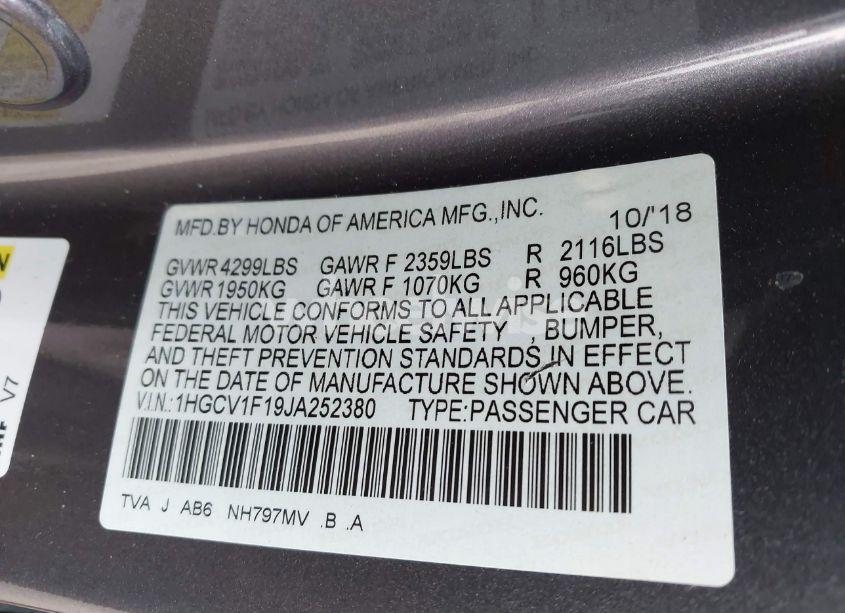 MFD.BY HONDA OF AMERICA MFG.,INC. 10/'18
GVWR 4299LBS GAWR F 2359LBS R 2116LBS
GVWR 1950KG GAWR F 1070KG R 960KG
THIS VEHICLE CONFORMS TO ALL APPLICABLE
FEDERAL MOTOR VEHICLE SAFETY , BUMPER,
AND THEFT PREVENTION STANDARDS IN EFFECT
ON THE DATE OF MANUFACTURE SHOWN ABOVE.
V.I.N.:1HGCV1F19JA252380 TYPE:PASSENGER CAR
TVA J AB6 NH797MV .B .A
V7